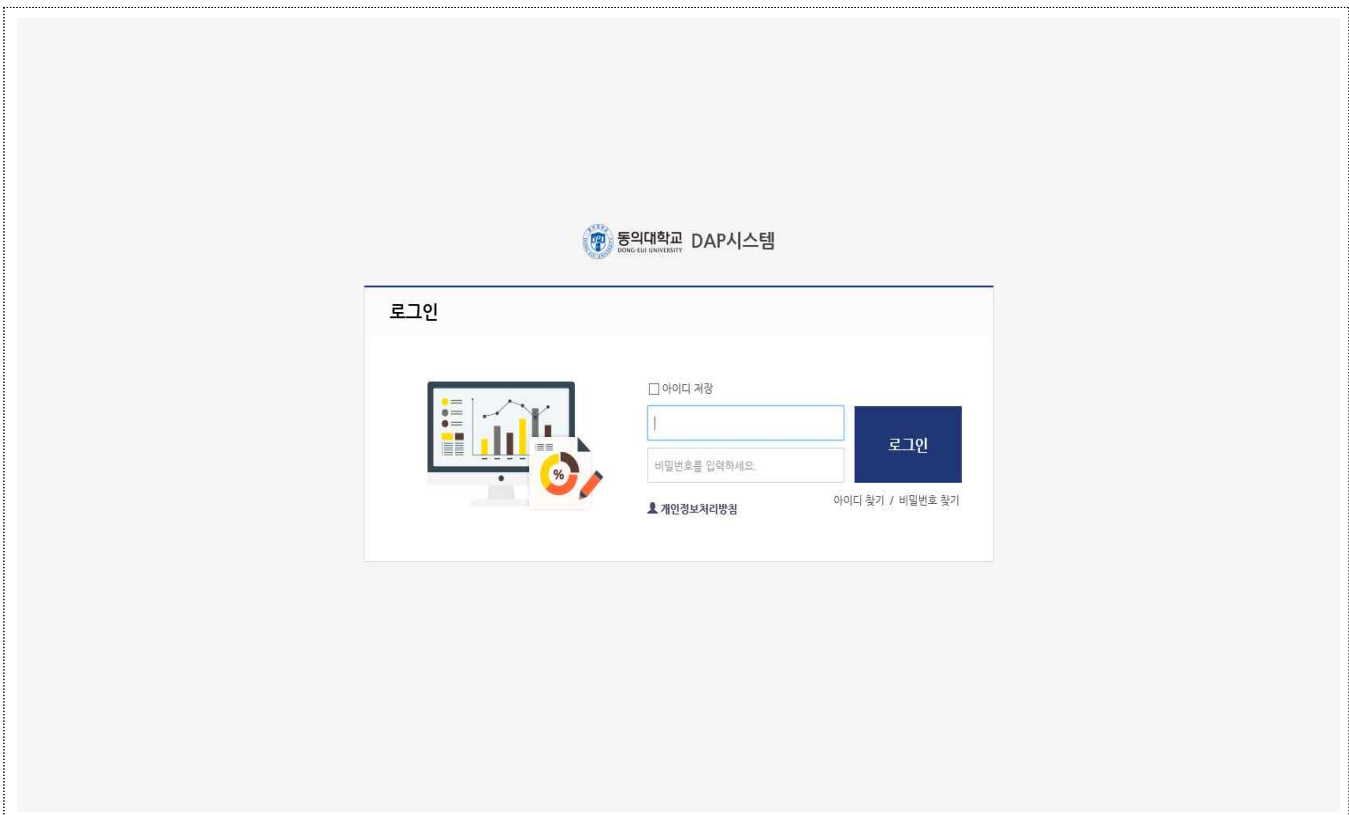 동의대학교 DAP시스템
DONG-EUI UNIVERSITY
로그인
아이디 저장
비밀번호를 입력하세요.
로그인
%
개인정보처리방침
아이디 찾기 / 비밀번호 찾기